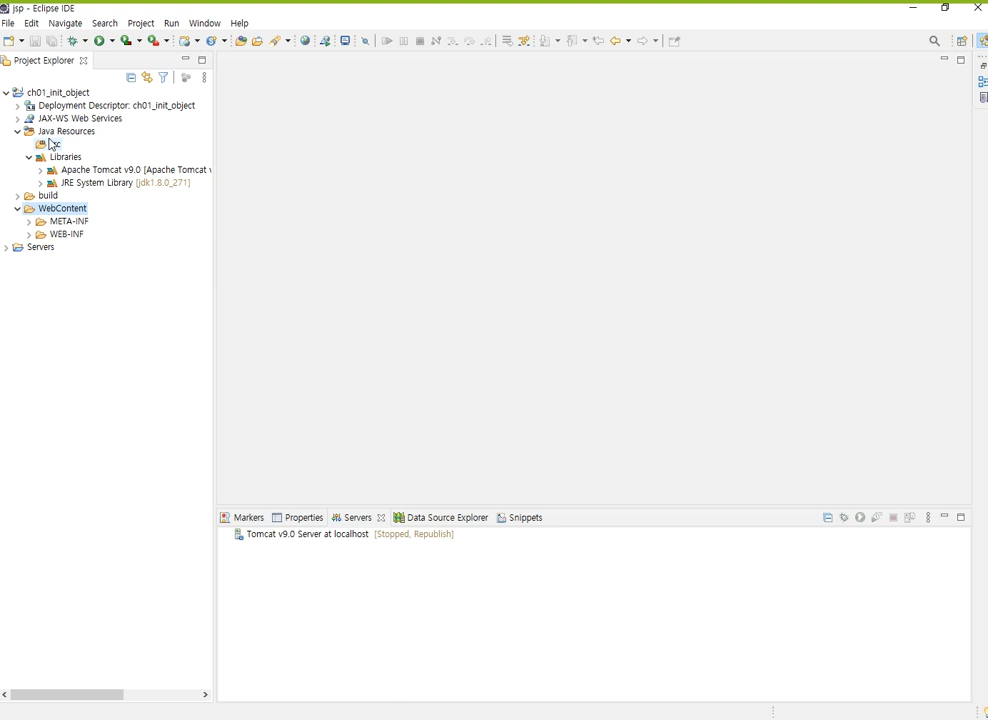 jsp - Eclipse IDE
File Edit Navigate Search Project Run Window Help
Project Explorer
ch01_init_object
Deployment Descriptor: ch01_init_object
JAX-WS Web Services
Java Resources
Libraries
Apache Tomcat v9.0 [Apache Tomcat v
JRE System Library [jdk1.8.0_271]
build
WebContent
META-INF
WEB-INF
Servers
Markers Properties Servers Data Source Explorer Snippets
Tomcat v9.0 Server at localhost [Stopped, Republish]